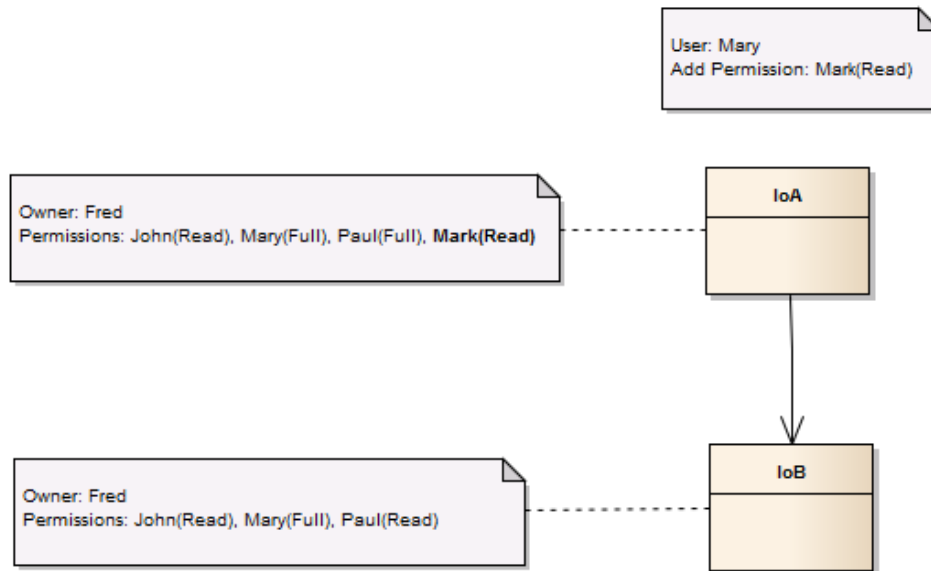 User: Mary
Add Permission: Mark(Read)
IoA
Owner: Fred
Permissions: John(Read), Mary(Full), Paul(Full), Mark(Read)
IoB
Owner: Fred
Permissions: John(Read), Mary(Full), Paul(Read)